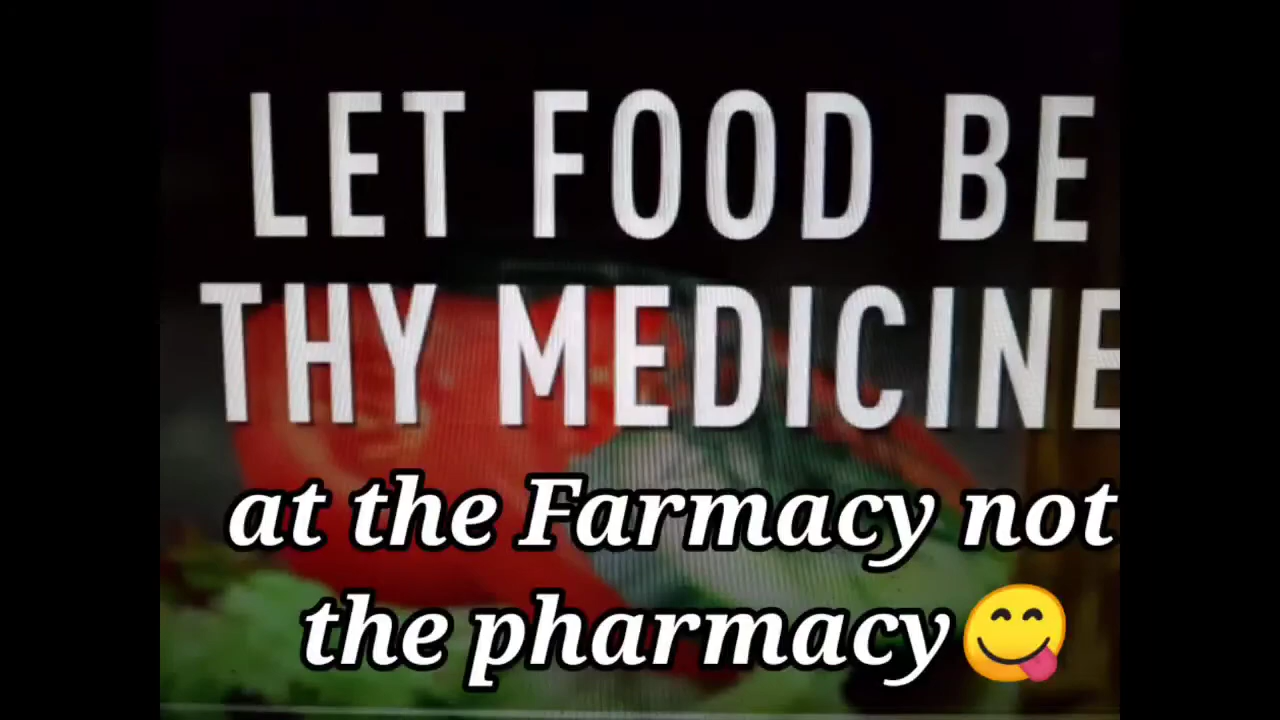 LET FOOD BE
THY MEDICINE
at the Farmacy not
the pharmacy😋